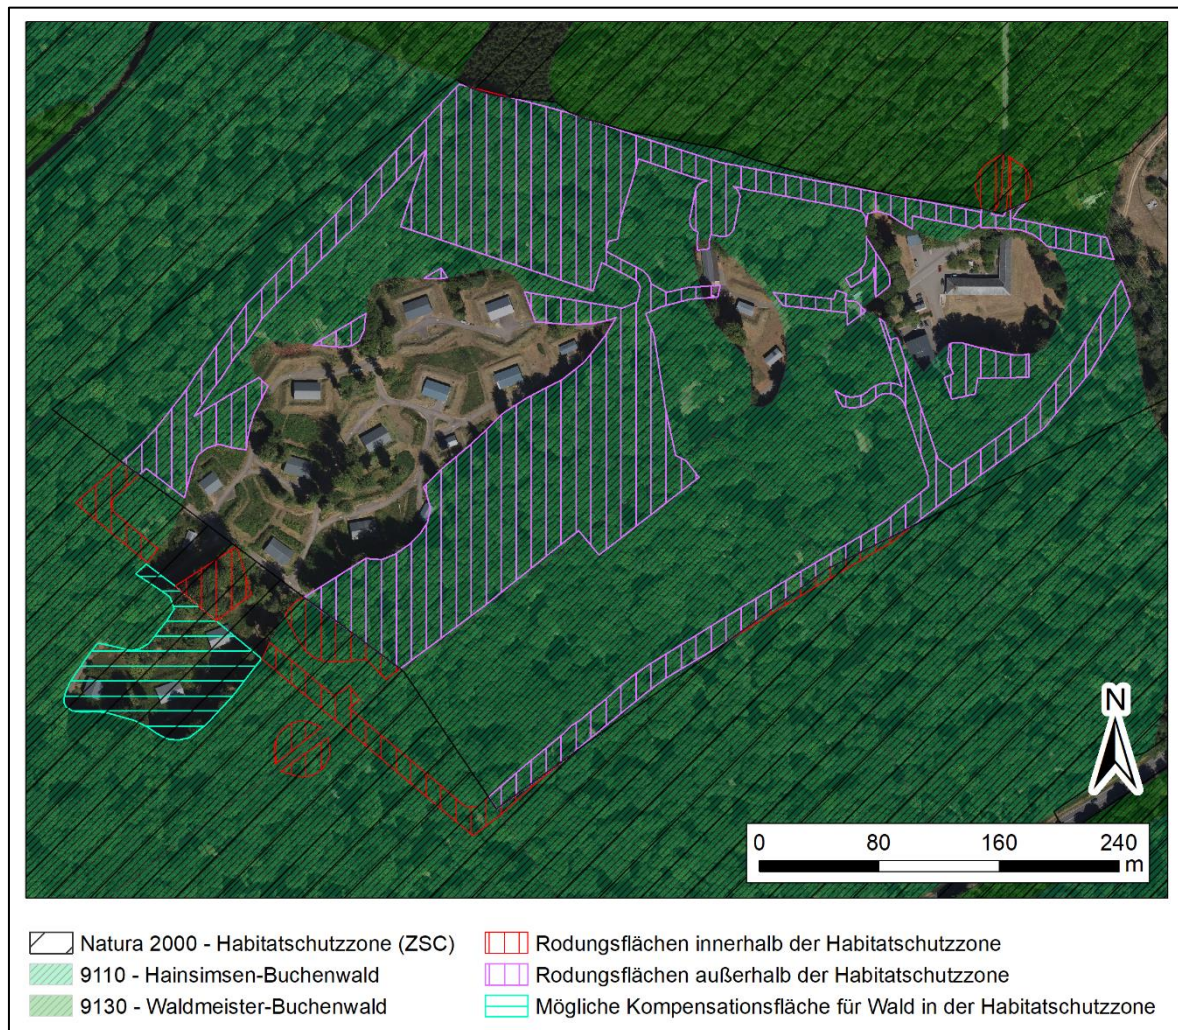 N
0 80 160 240
m
Natura 2000 - Habitatschutzzone (ZSC)
9110 - Hainsimsen-Buchenwald
9130 - Waldmeister-Buchenwald
Rodungsflächen innerhalb der Habitatschutzzone
Rodungsflächen außerhalb der Habitatschutzzone
Mögliche Kompensationsfläche für Wald in der Habitatschutzzone